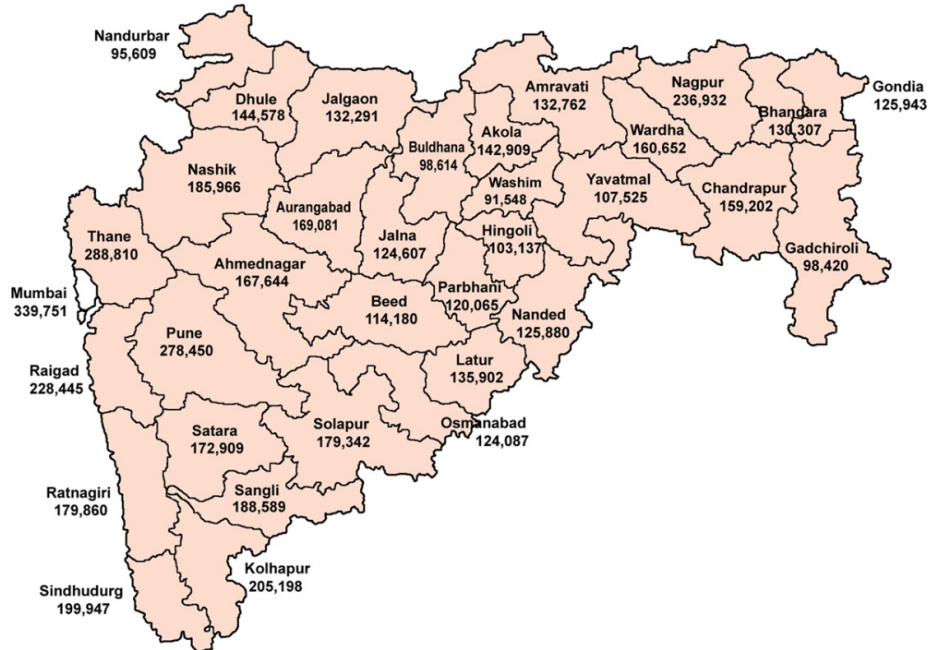 Nandurbar
95,609
Dhule
144,578
Jalgaon
132,291
Buldhana
98,614
Akola
142,909
Amravati
132,762
Nagpur
236,932
Wardha
160,652
Bhandara
130,307
Gondia
125,943
Nashik
185,966
Aurangabad
169,081
Jalna
124,607
Washim
91,548
Hingoli
103,137
Yavatmal
107,525
Chandrapur
159,202
Gadchiroli
98,420
Thane
288,810
Mumbai
339,751
Ahmednagar
167,644
Beed
114,180
Parbhani
120,065
Nanded
125,880
Pune
278,450
Raigad
228,445
Latur
135,902
Osmanabad
124,087
Solapur
179,342
Satara
172,909
Sangli
188,589
Ratnagiri
179,860
Kolhapur
205,198
Sindhudurg
199,947